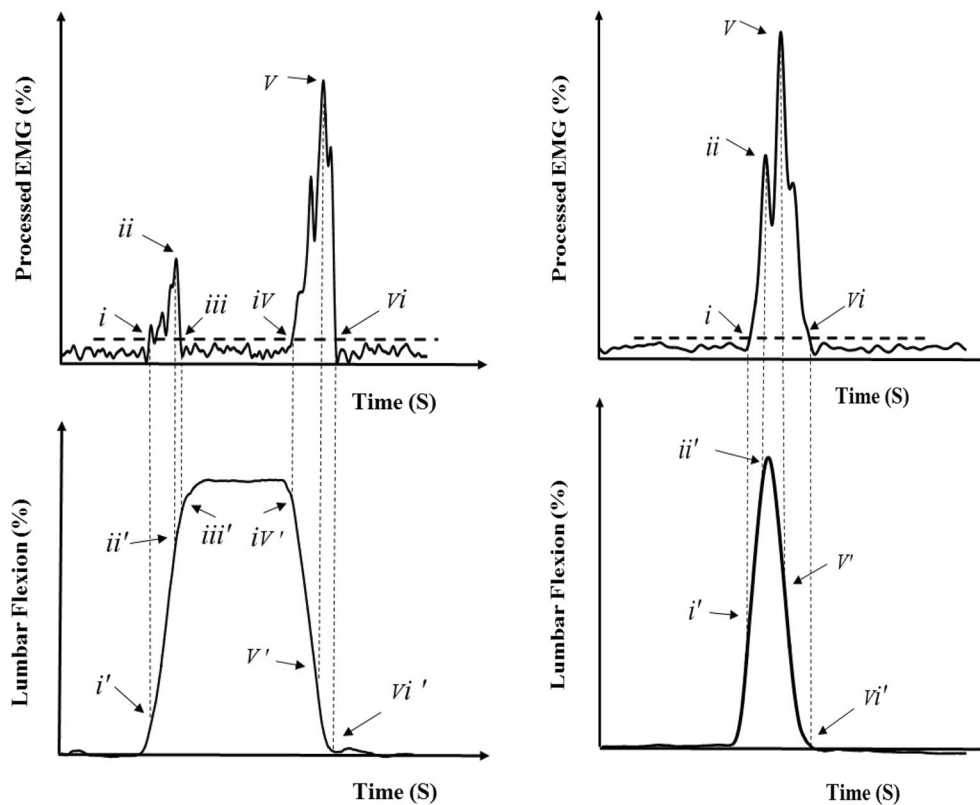 Processed EMG (%)
i
ii
iii
iV
V
Vi
Time (S)
Processed EMG (%)
i
ii
V
Vi
Time (S)
Lumbar Flexion (%)
i'
ii'
iii'
iV'
V'
Vi'
Time (S)
Lumbar Flexion (%)
i'
ii'
V'
Vi'
Time (S)